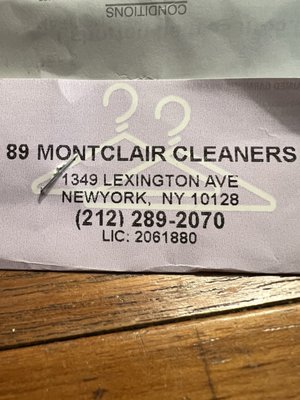 CONDITIONS
89 MONTCLAIR CLEANERS
1349 LEXINGTON AVE
NEWYORK, NY 10128
(212) 289-2070
LIC: 2061880